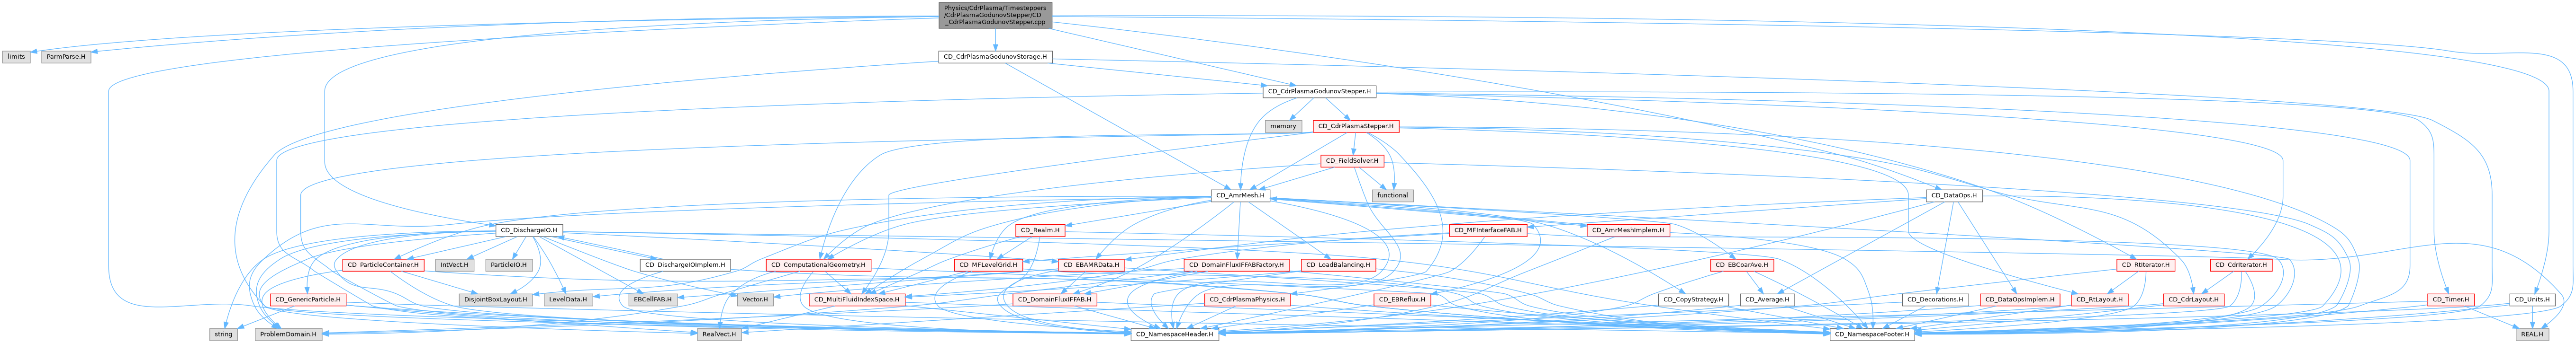 Physics/CdrPlasma/Timesteppers
/CdrPlasmaGodunovStepper/CD
_CdrPlasmaGodunovStepper.cpp
limits
ParmParse.H
CD_CdrPlasmaGodunovStorage.H
CD_CdrPlasmaGodunovStepper.H
memory
CD_CdrPlasmaStepper.H
CD_FieldSolver.H
functional
CD_AmrMesh.H
CD_DataOps.H
CD_DischargeIO.H
CD_Realm.H
CD_MFInterfaceFAB.H
CD_AmrMeshImplem.H
CD_ParticleContainer.H
IntVect.H
ParticleIO.H
CD_DischargeIOImplem.H
CD_ComputationalGeometry.H
CD_MFLevelGrid.H
CD_EBAMRData.H
CD_DomainFluxIFFABFactory.H
CD_LoadBalancing.H
CD_EBCoarAve.H
CD_RtIterator.H
CD_CdrIterator.H
CD_GenericParticle.H
DisjointBoxLayout.H
LevelData.H
EBCellFAB.H
Vector.H
CD_MultiFluidIndexSpace.H
CD_DomainFluxIFFAB.H
CD_CdrPlasmaPhysics.H
CD_EBReflux.H
CD_CopyStrategy.H
CD_Average.H
CD_Decorations.H
CD_DataOpsImplem.H
CD_RtLayout.H
CD_CdrLayout.H
CD_Timer.H
CD_Units.H
string
ProblemDomain.H
RealVect.H
CD_NamespaceHeader.H
CD_NamespaceFooter.H
REAL.H